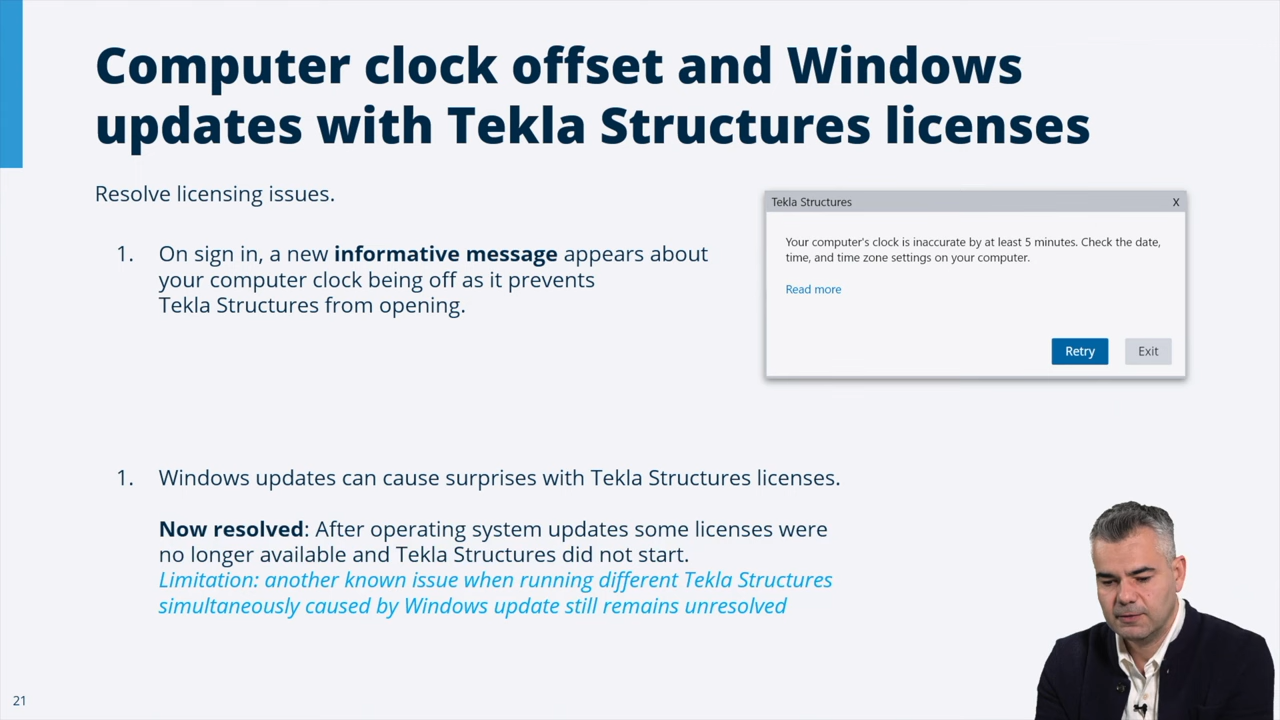 Computer clock offset and Windows
updates with Tekla Structures licenses
Resolve licensing issues.
1. On sign in, a new informative message appears about
your computer clock being off as it prevents
Tekla Structures from opening.
Tekla Structures X
Your computer's clock is inaccurate by at least 5 minutes. Check the date,
time, and time zone settings on your computer.
Read more
Retry Exit
1. Windows updates can cause surprises with Tekla Structures licenses.
Now resolved: After operating system updates some licenses were
no longer available and Tekla Structures did not start.
Limitation: another known issue when running different Tekla Structures
simultaneously caused by Windows update still remains unresolved
21